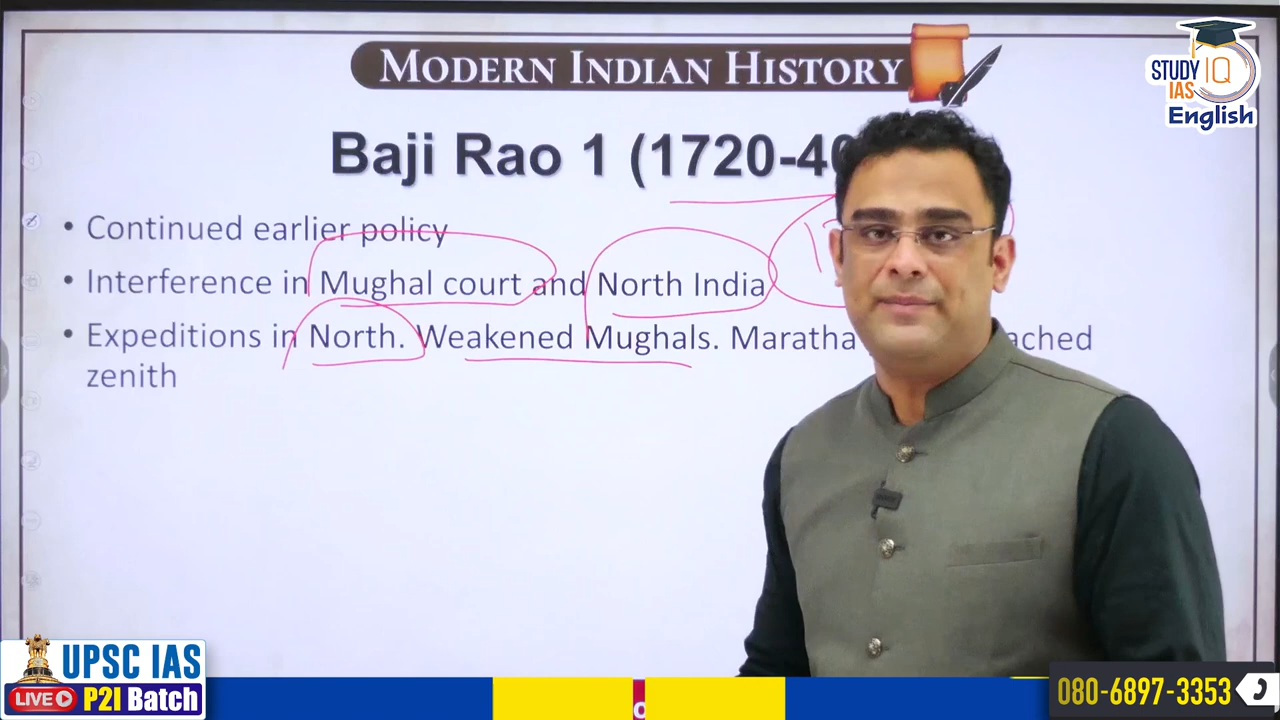 MODERN INDIAN HISTORY
STUDY IQ
IAS
English
Baji Rao 1 (1720-40
• Continued earlier policy
• Interference in Mughal court and North India
• Expeditions in North. Weakened Mughals. Maratha ached
zenith
UPSC IAS
LIVE P2I Batch
080-6897-3353